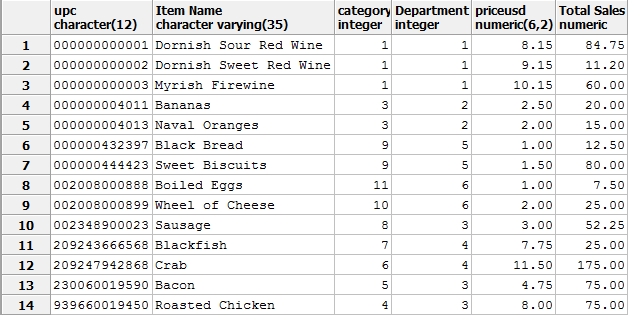 upc Item Name category Department priceusd Total Sales
character(12) character varying(35) integer integer numeric(6,2) numeric
1 000000000001 Dornish Sour Red Wine 1 1 8.15 84.75
2 000000000002 Dornish Sweet Red Wine 1 1 9.15 11.20
3 000000000003 Myrish Firewine 1 1 10.15 60.00
4 000000004011 Bananas 3 2 2.50 20.00
5 000000004013 Naval Oranges 3 2 2.00 15.00
6 000000432397 Black Bread 9 5 1.00 12.50
7 000000444423 Sweet Biscuits 9 5 1.50 80.00
8 002008000888 Boiled Eggs 11 6 1.00 7.50
9 002008000899 Wheel of Cheese 10 6 2.00 25.00
10 002348900023 Sausage 8 3 3.00 52.25
11 209243666568 Blackfish 7 4 7.75 25.00
12 209247942868 Crab 6 4 11.50 175.00
13 230060019590 Bacon 5 3 4.75 75.00
14 939660019450 Roasted Chicken 4 3 8.00 75.00